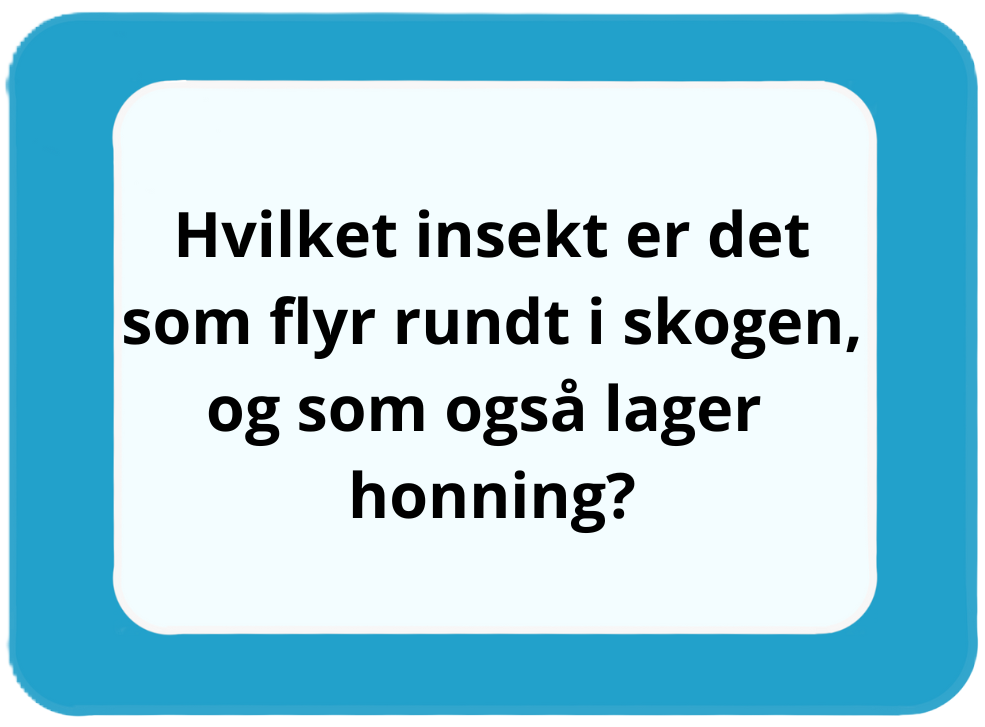 Hvilket insekt er det
som flyr rundt i skogen,
og som også lager
honning?